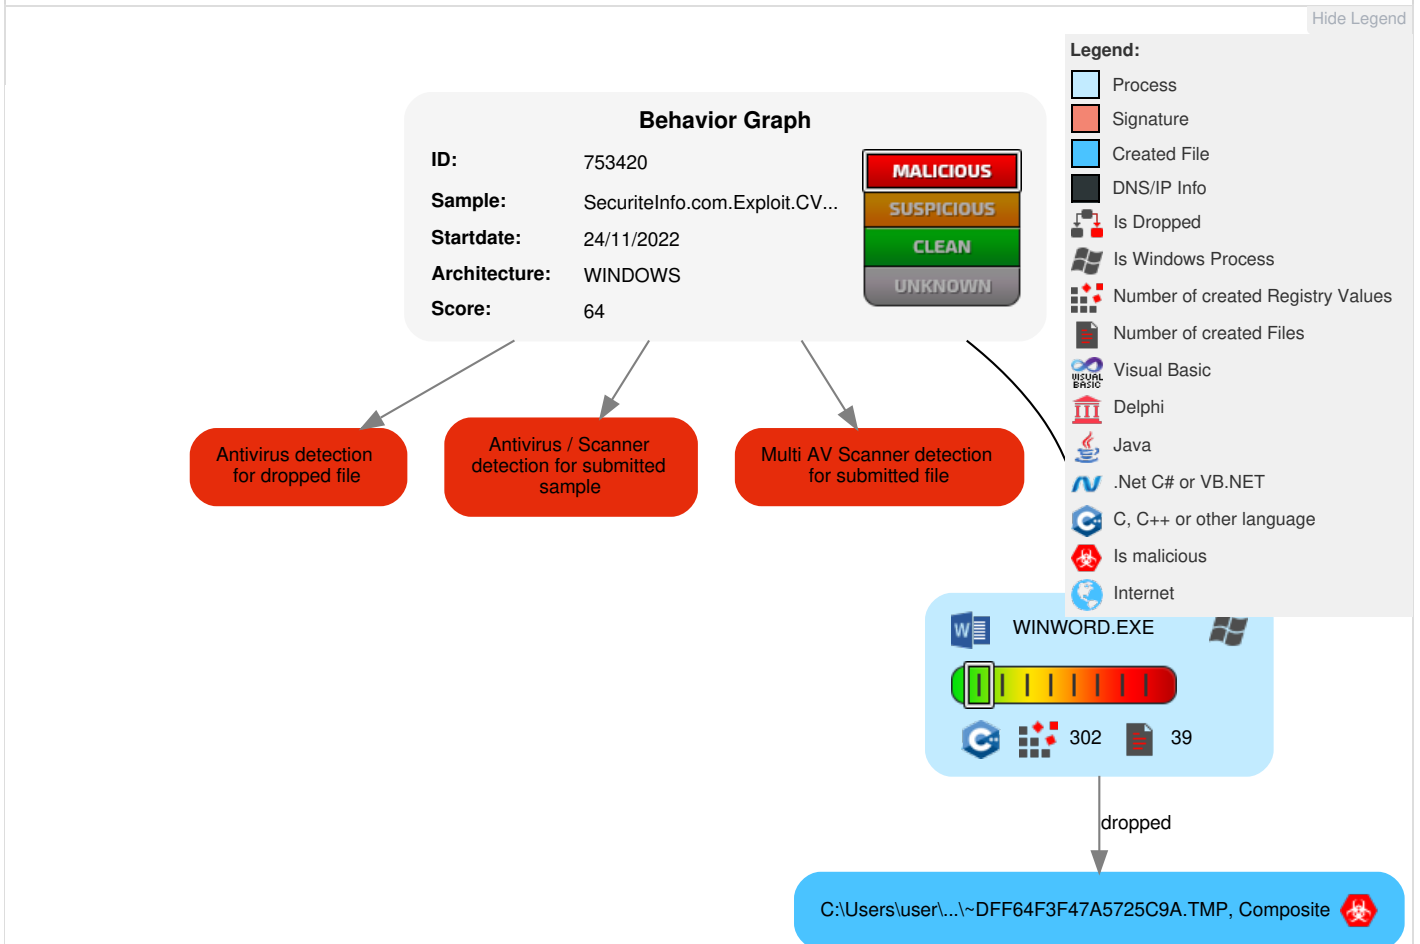 Hide Legend
Legend:
Process
Signature
Created File
DNS/IP Info
Is Dropped
Is Windows Process
Number of created Registry Values
Number of created Files
VISUAL
BASIC
Visual Basic
Delphi
Java
.Net C# or VB.NET
C, C++ or other language
Is malicious
Internet
Behavior Graph
ID: 753420
Sample: SecuriteInfo.com.Exploit.CV...
Startdate: 24/11/2022
Architecture: WINDOWS
Score: 64
MALICIOUS
SUSPICIOUS
CLEAN
UNKNOWN
Antivirus detection
for dropped file
Antivirus / Scanner
detection for submitted
sample
Multi AV Scanner detection
for submitted file
W
WINWORD.EXE
302
39
dropped
C:\Users\user\...\~DFF64F3F47A5725C9A.TMP, Composite